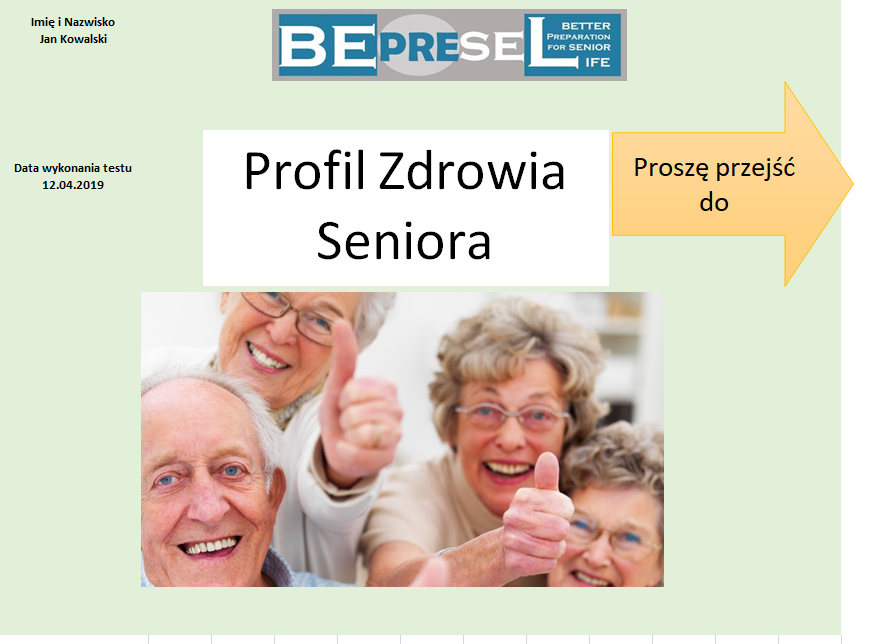 Imię i Nazwisko
Jan Kowalski
BEPRESEL
BETTER
PREPARATION
FOR SENIOR
IFE
Data wykonania testu
12.04.2019
Profil Zdrowia
Seniora
Proszę przejść
do